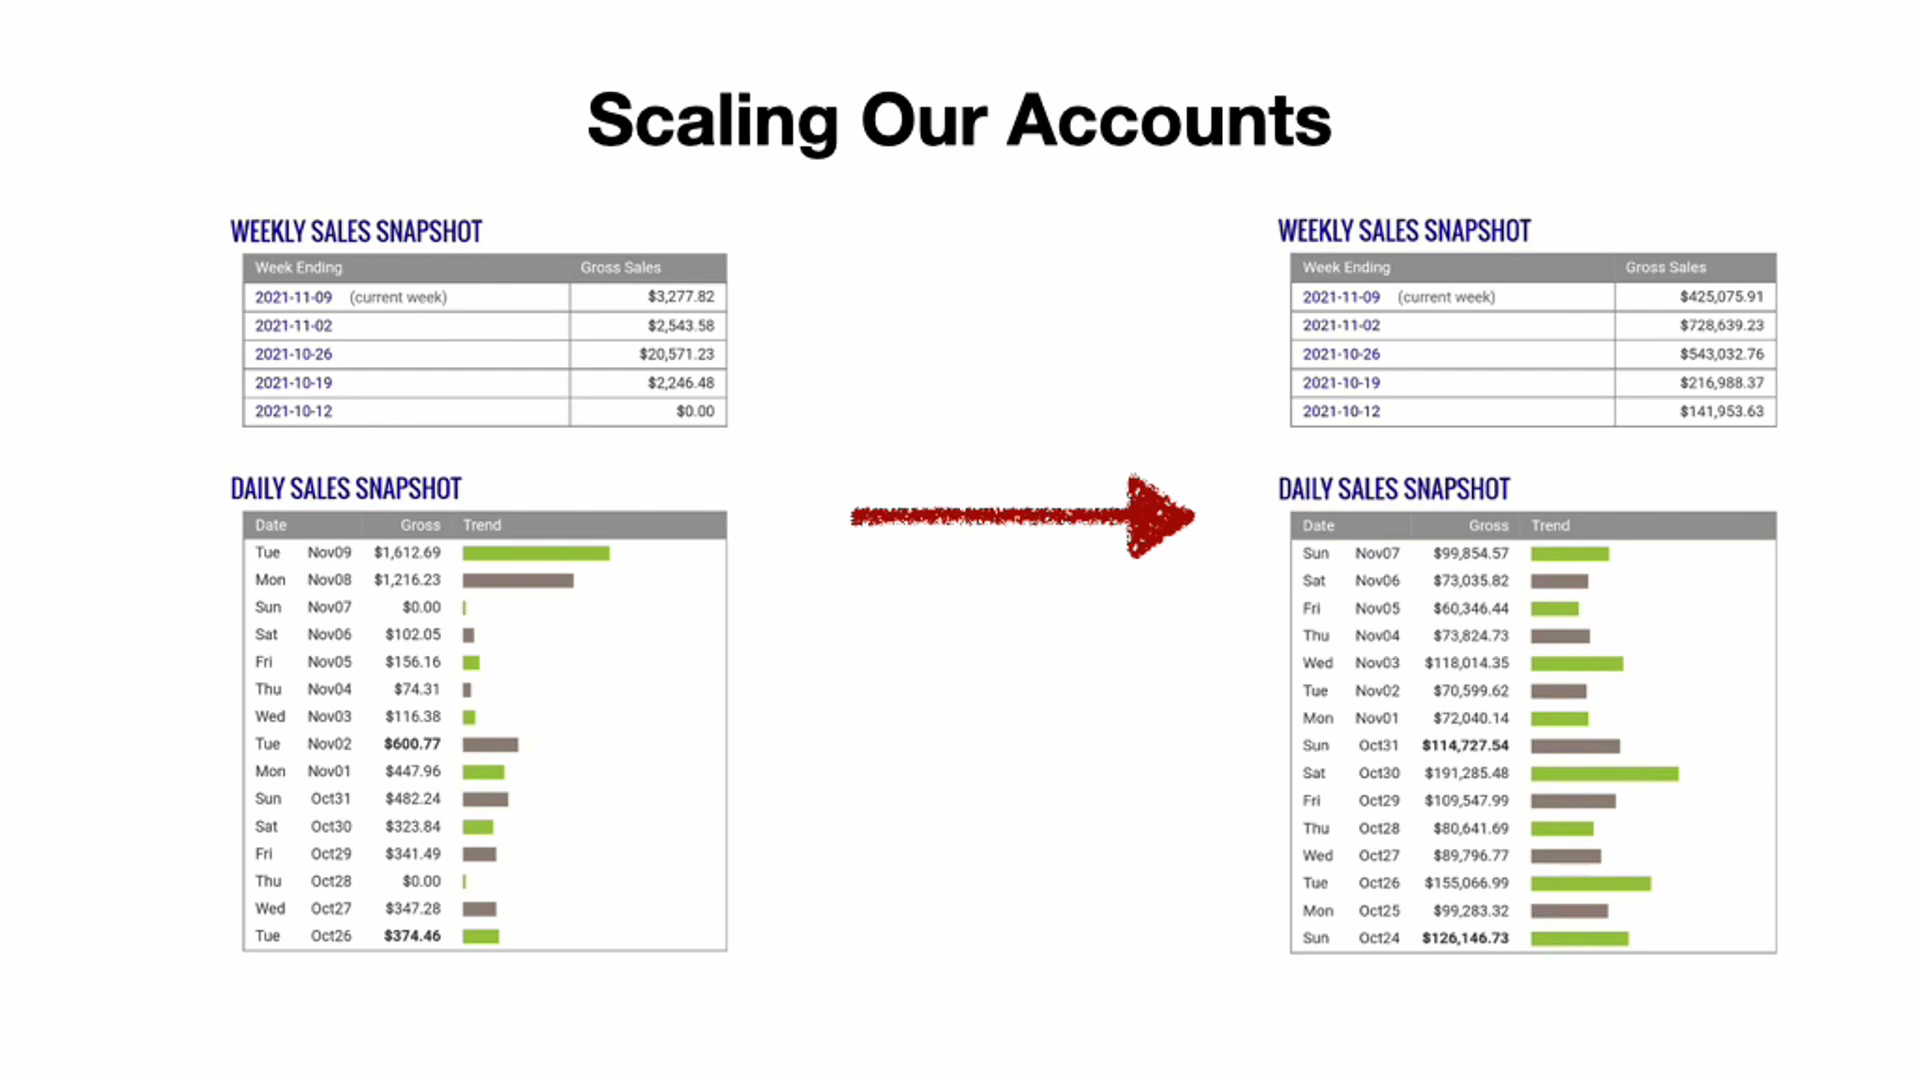 Scaling Our Accounts
WEEKLY SALES SNAPSHOT
Week Ending Gross Sales
2021-11-09 (current week) $3,277.82
2021-11-02 $2,543.58
2021-10-26 $20,571.23
2021-10-19 $2,246.48
2021-10-12 $0.00
DAILY SALES SNAPSHOT
Date Gross Trend
Tue Nov09 $1,612.69
Mon Nov08 $1,216.23
Sun Nov07 $0.00
Sat Nov06 $102.05
Fri Nov05 $156.16
Thu Nov04 $74.31
Wed Nov03 $116.38
Tue Nov02 $600.77
Mon Nov01 $447.96
Sun Oct31 $482.24
Sat Oct30 $323.84
Fri Oct29 $341.49
Thu Oct28 $0.00
Wed Oct27 $347.28
Tue Oct26 $374.46
WEEKLY SALES SNAPSHOT
Week Ending Gross Sales
2021-11-09 (current week) $425,075.91
2021-11-02 $728,639.23
2021-10-26 $543,032.76
2021-10-19 $216,988.37
2021-10-12 $141,953.63
DAILY SALES SNAPSHOT
Date Gross Trend
Sun Nov07 $99,854.57
Sat Nov06 $73,035.82
Fri Nov05 $60,346.44
Thu Nov04 $73,824.73
Wed Nov03 $118,014.35
Tue Nov02 $70,599.62
Mon Nov01 $72,040.14
Sun Oct31 $114,727.54
Sat Oct30 $191,285.48
Fri Oct29 $109,547.99
Thu Oct28 $80,641.69
Wed Oct27 $89,796.77
Tue Oct26 $155,066.99
Mon Oct25 $99,283.32
Sun Oct24 $126,146.73